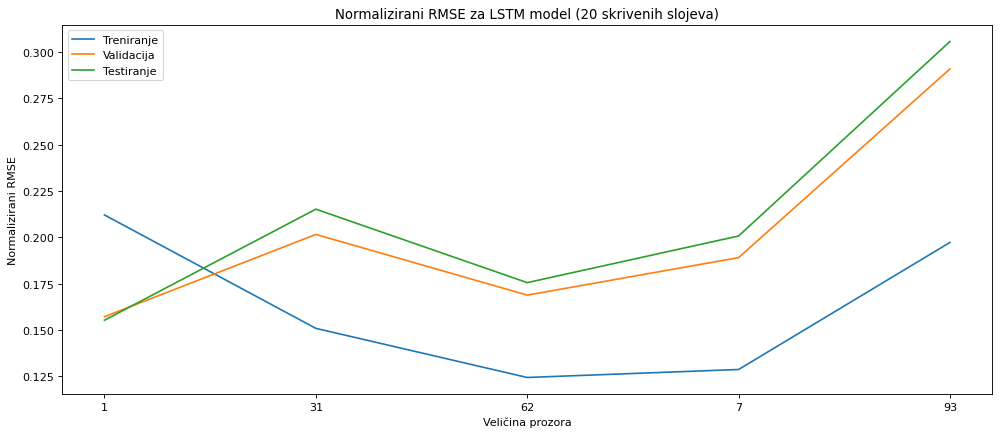 Normalizirani RMSE za LSTM model (20 skrivenih slojeva)
Treniranje
Validacija
Testiranje
Normalizirani RMSE
0.300
0.275
0.250
0.225
0.200
0.175
0.150
0.125
1 31 62 7 93
Veličina prozora